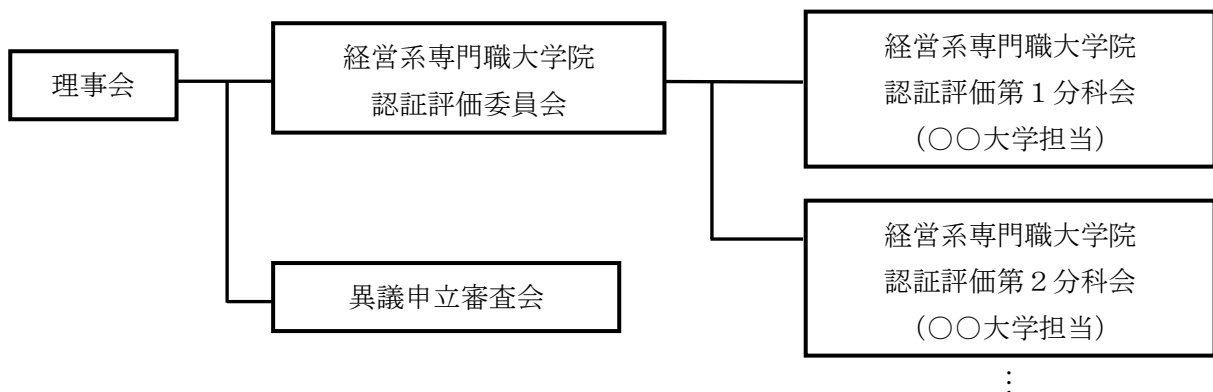 理事会
経営系専門職大学院
認証評価委員会
異議申立審査会
経営系専門職大学院
認証評価第１分科会
（○○大学担当）
経営系専門職大学院
認証評価第２分科会
（○○大学担当）
⋮